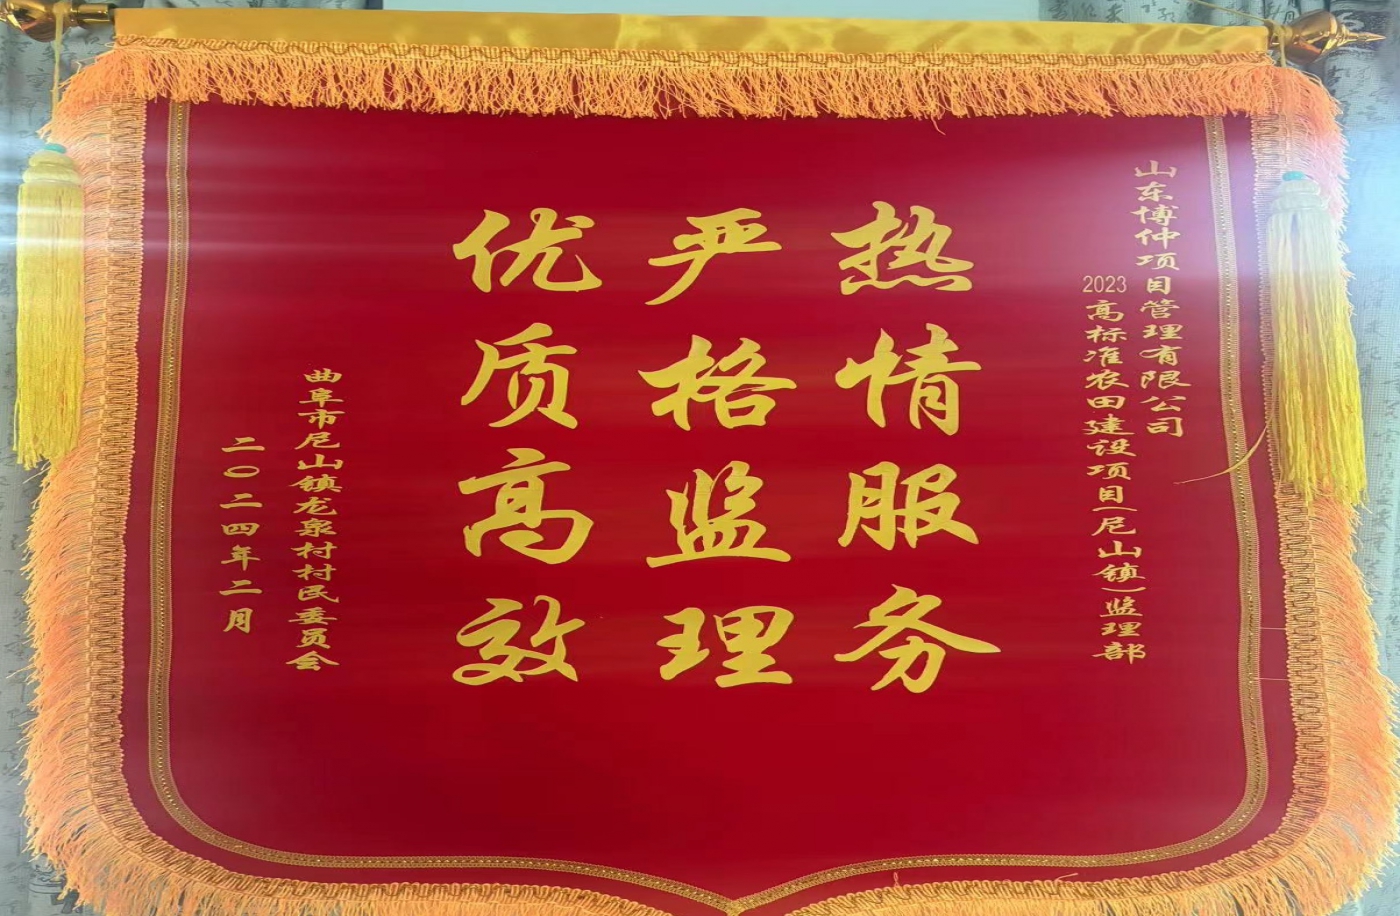 山东博仲项目管理有限公司
2023高标准农田建设项目(尼山镇)监理部
热情服务
严格监理
优质高效
曲阜市尼山镇龙泉村村民委员会
二〇二四年二月